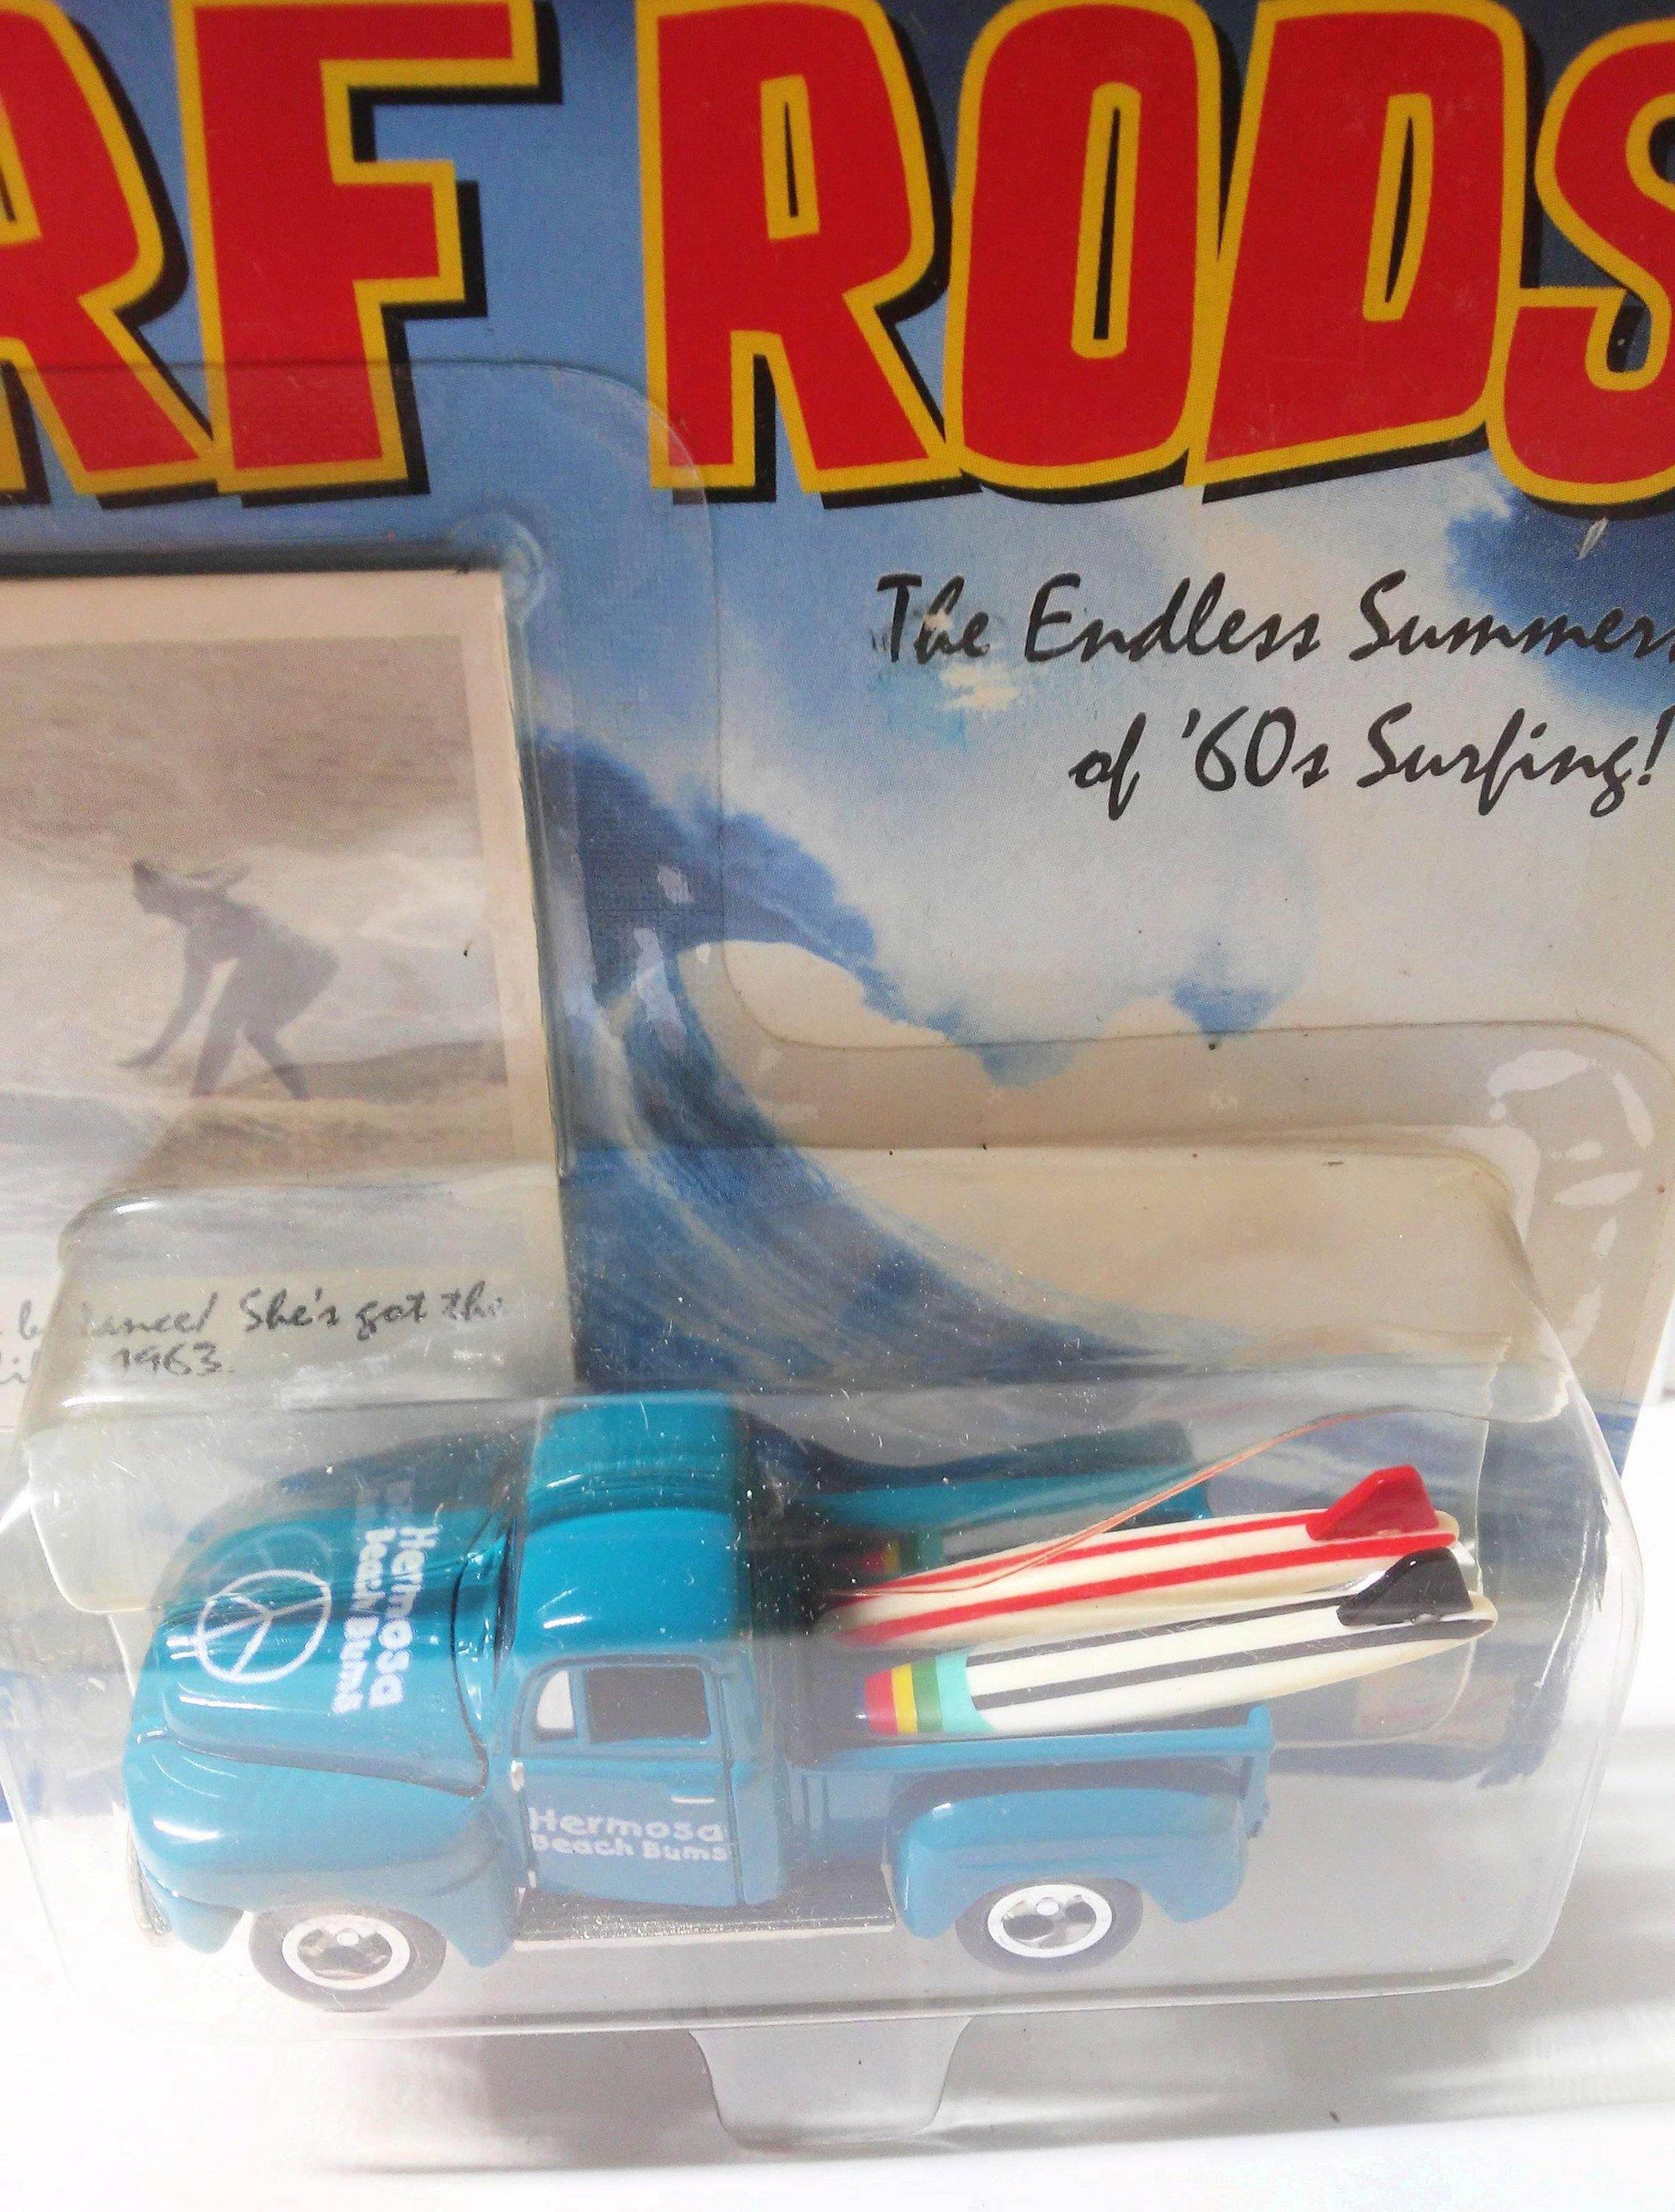 RF RODS
The Endless Summer
of '60s Surfing!
She's got the
1963.
Hermosa
Beach Bums
Hermosa
Beach Bums